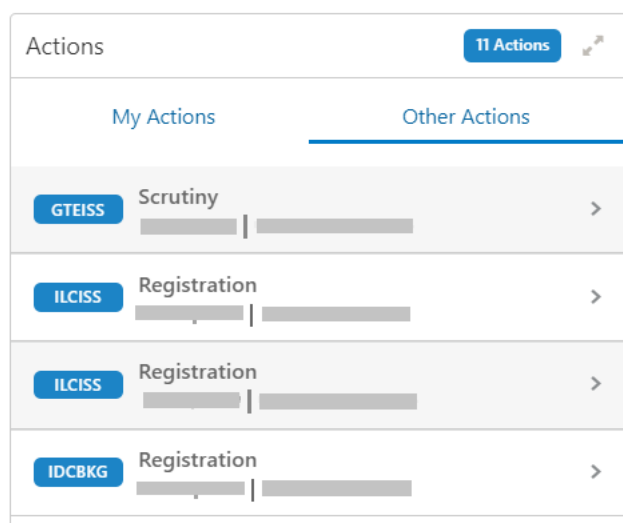 Actions
11 Actions
My Actions
Other Actions
GTEISS
Scrutiny
ILCISS
Registration
ILCISS
Registration
IDCBKG
Registration